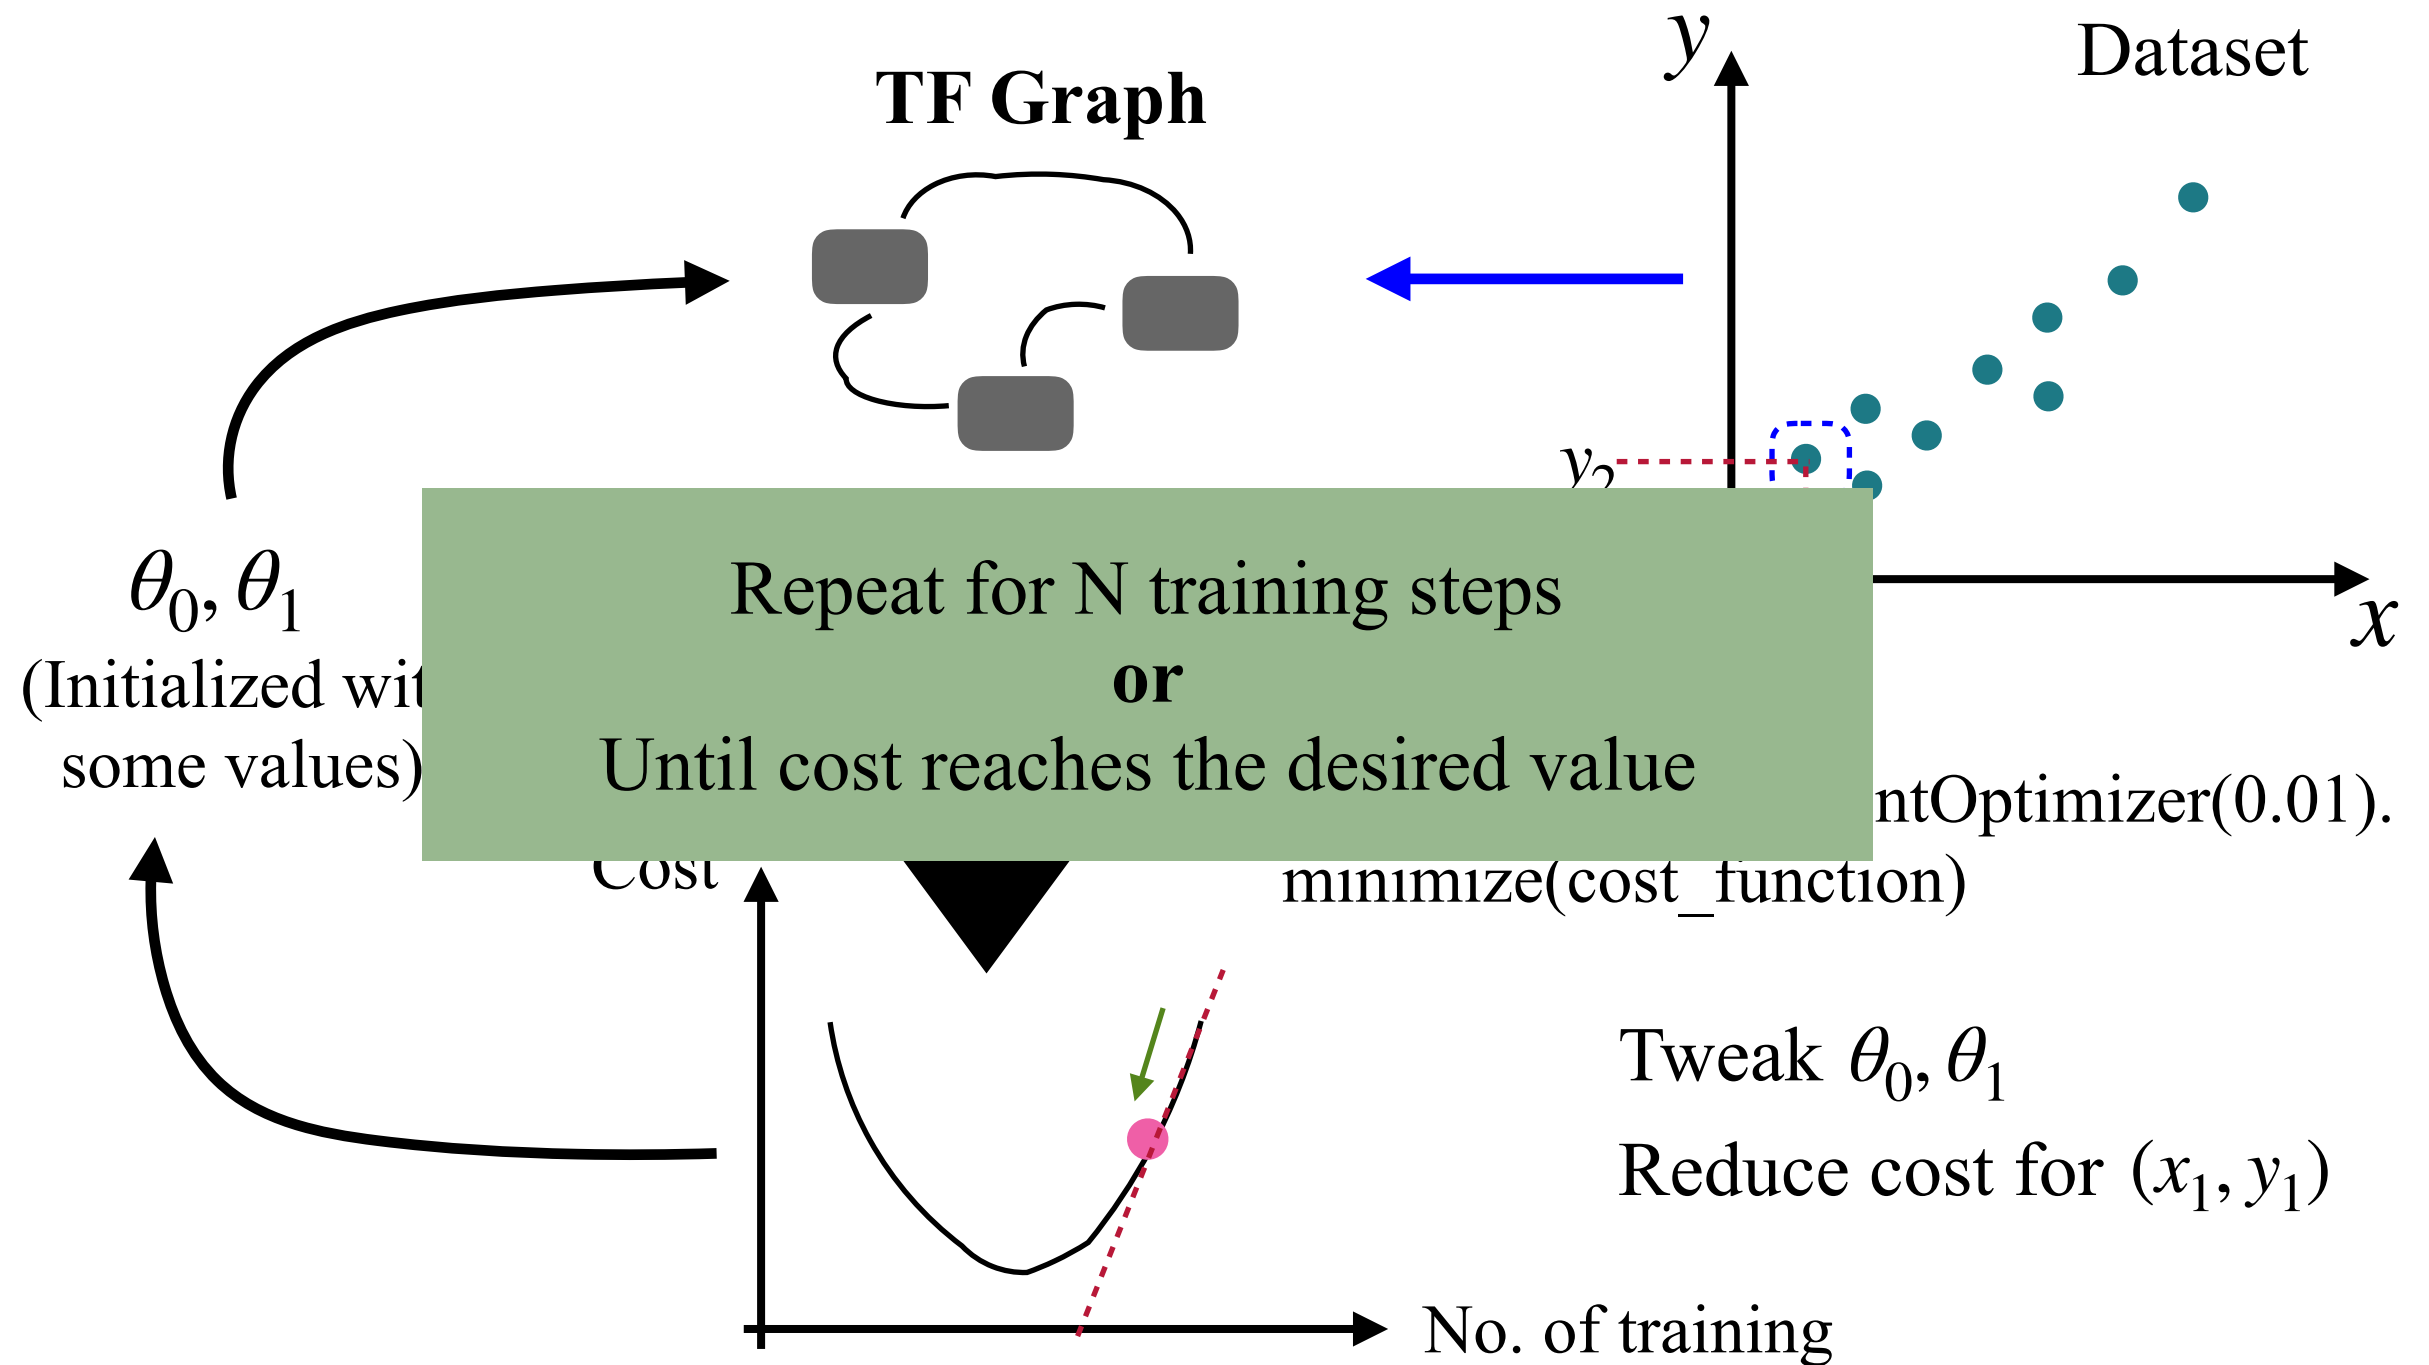 y
Dataset
TF Graph
y₂
θ₀, θ₁
x
(Initialized wit
some values)
Repeat for N training steps
or
Until cost reaches the desired value
ntOptimizer(0.01).
minimize(cost_function)
Cost
Tweak θ₀, θ₁
Reduce cost for (x₁, y₁)
No. of training